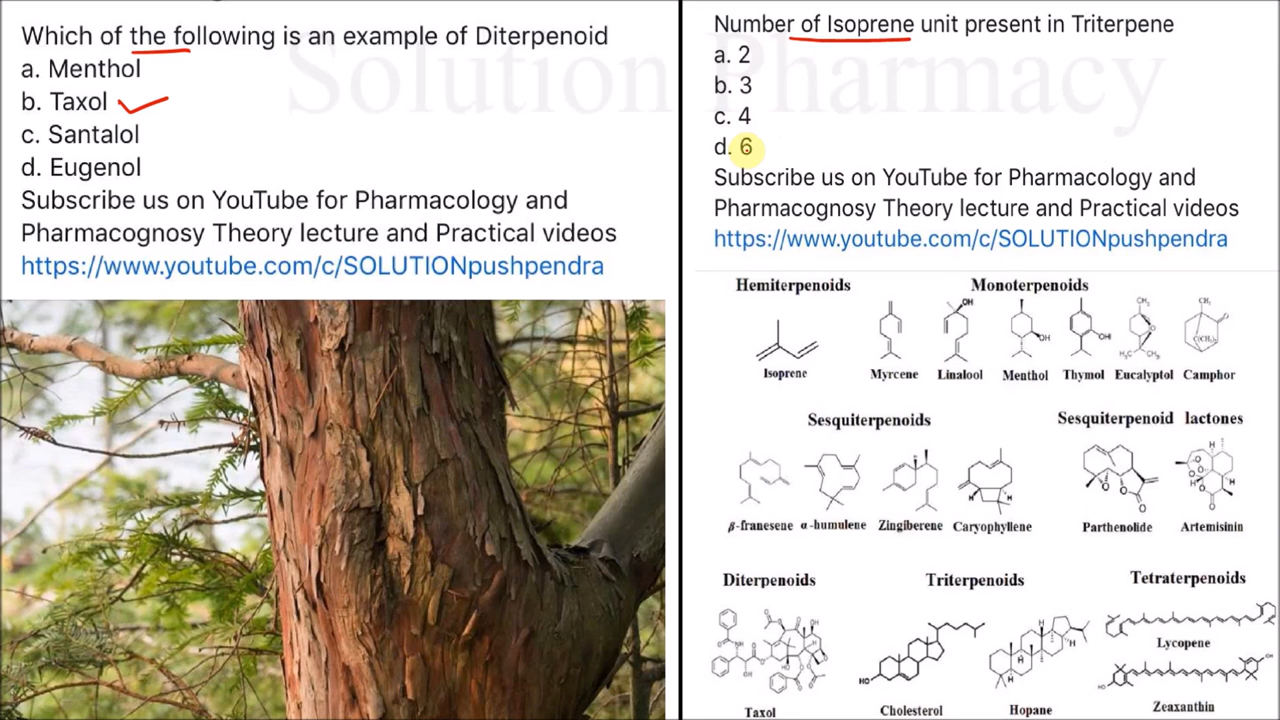 Which of the following is an example of Diterpenoid
a. Menthol
b. Taxol
c. Santalol
d. Eugenol
Subscribe us on YouTube for Pharmacology and
Pharmacognosy Theory lecture and Practical videos
https://www.youtube.com/c/SOLUTIONpushpendra
Solution Pharmacy
Number of Isoprene unit present in Triterpene
a. 2
b. 3
c. 4
d. 6
Subscribe us on YouTube for Pharmacology and
Pharmacognosy Theory lecture and Practical videos
https://www.youtube.com/c/SOLUTIONpushpendra
Hemiterpenoids Monoterpenoids
Isoprene Myrcene Linalool Menthol Thymol Eucalyptol Camphor
Sesquiterpenoids Sesquiterpenoid lactones
β-franesene α-humulene Zingiberene Caryophyllene Parthenolide Artemisinin
Diterpenoids Triterpenoids Tetraterpenoids
Lycopene
Taxol Cholesterol Hopane Zeaxanthin